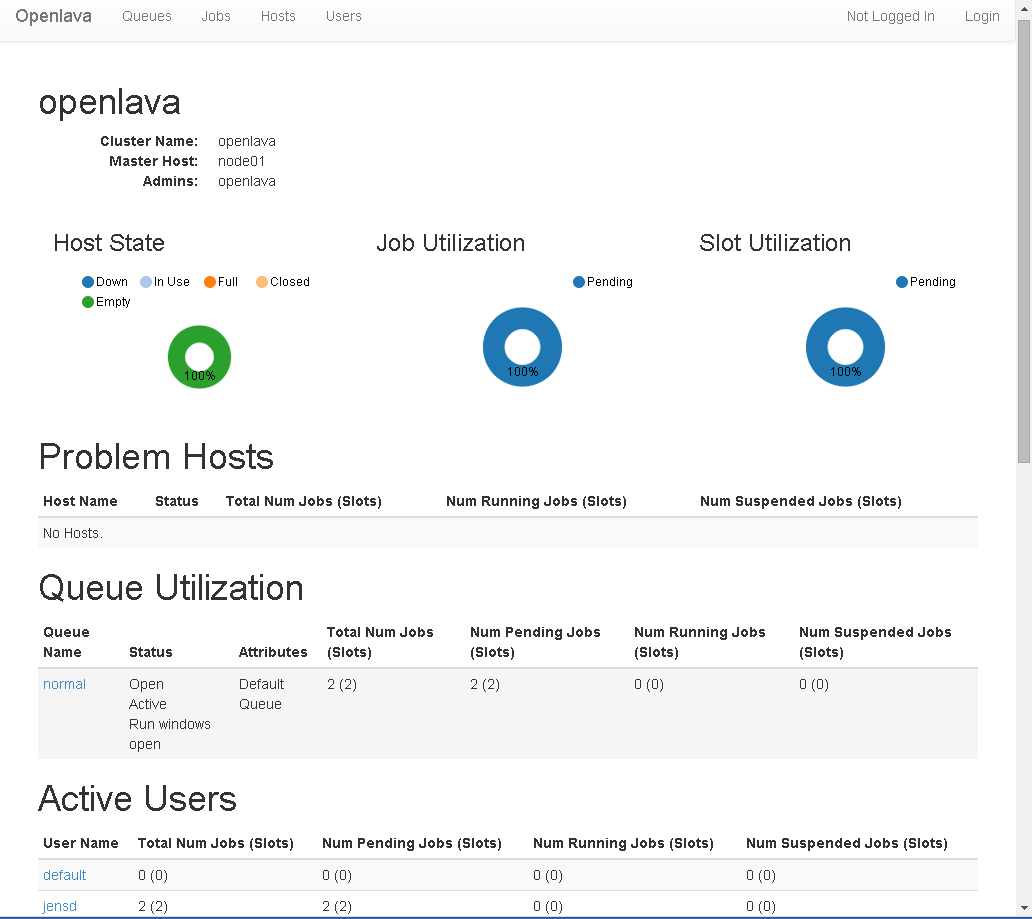 Openlava Queues Jobs Hosts Users Not Logged In Login
openlava
Cluster Name: openlava
Master Host: node01
Admins: openlava
Host State Job Utilization Slot Utilization
Down In Use Full Closed Pending Pending
Empty
100% 100% 100%
Problem Hosts
Host Name Status Total Num Jobs (Slots) Num Running Jobs (Slots) Num Suspended Jobs (Slots)
No Hosts.
Queue Utilization
Queue Total Num Jobs Num Pending Jobs Num Running Jobs Num Suspended Jobs
Name Status Attributes (Slots) (Slots) (Slots) (Slots)
normal Open Default 2 (2) 2 (2) 0 (0) 0 (0)
Active Queue
Run windows
open
Active Users
User Name Total Num Jobs (Slots) Num Pending Jobs (Slots) Num Running Jobs (Slots) Num Suspended Jobs (Slots)
default 0 (0) 0 (0) 0 (0) 0 (0)
jensd 2 (2) 2 (2) 0 (0) 0 (0)